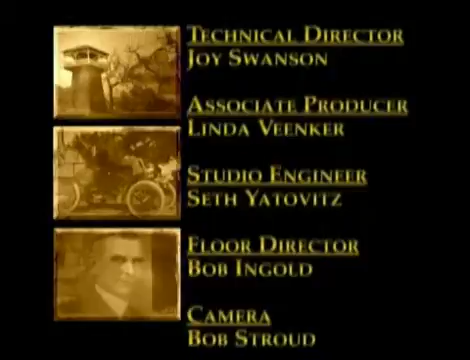 TECHNICAL DIRECTOR
JOY SWANSON
ASSOCIATE PRODUCER
LINDA VEENKER
STUDIO ENGINEER
SETH YATOVITZ
FLOOR DIRECTOR
BOB INGOLD
CAMERA
BOB STROUD